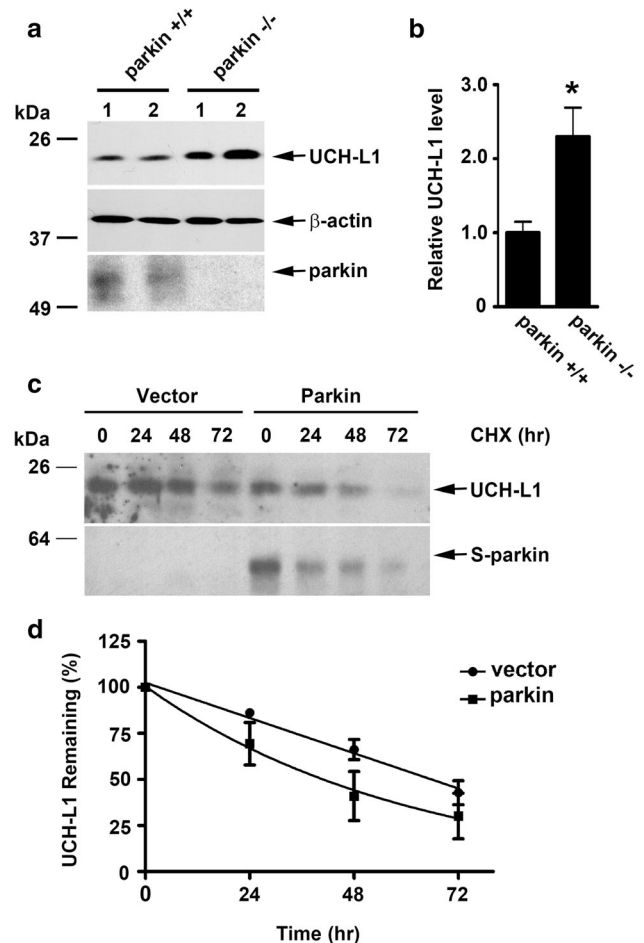 a
parkin +/+
parkin -/-
kDa
1 2 1 2
26
UCH-L1
β-actin
37
parkin
49
b
Relative UCH-L1 level
3.0
*
2.0
1.0
0
parkin +/+
parkin -/-
c
Vector Parkin
kDa
0 24 48 72 0 24 48 72 CHX (hr)
26
UCH-L1
64
S-parkin
d
UCH-L1 Remaining (%)
125
100
75
50
25
0
vector
parkin
0 24 48 72
Time (hr)